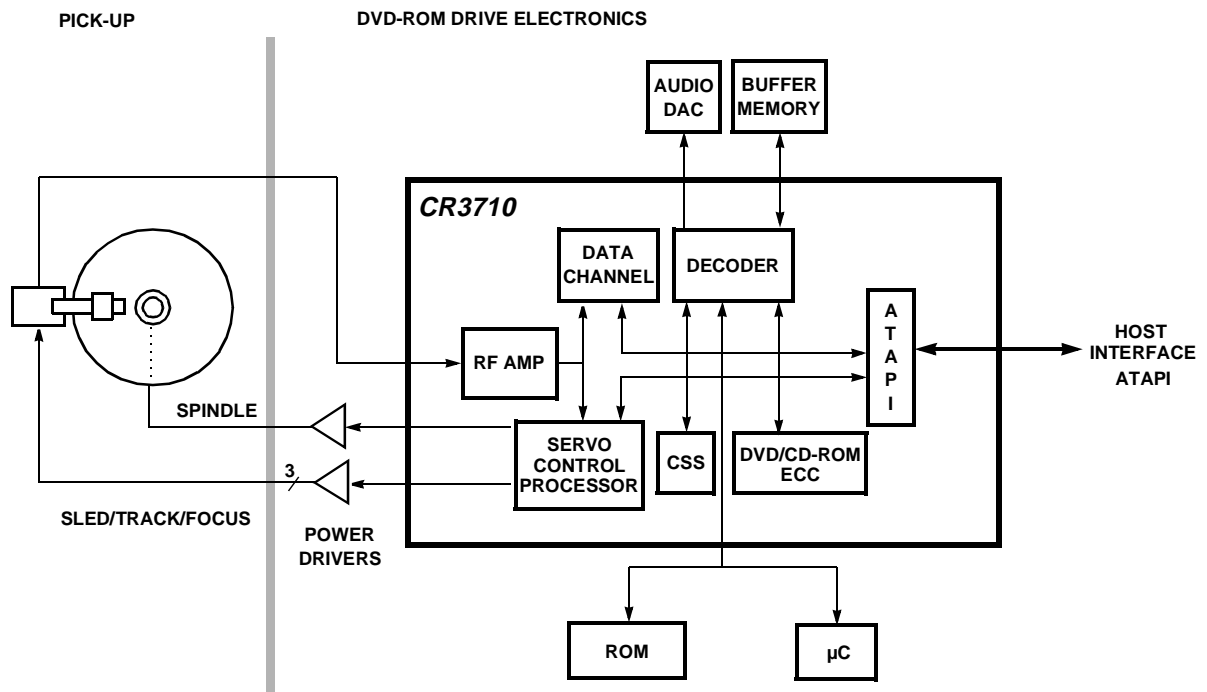 PICK-UP
DVD-ROM DRIVE ELECTRONICS
AUDIO
DAC
BUFFER
MEMORY
CR3710
DATA
CHANNEL
DECODER
A
T
A
P
I
HOST
INTERFACE
ATAPI
RF AMP
SPINDLE
SERVO
CONTROL
PROCESSOR
CSS
DVD/CD-ROM
ECC
3
SLED/TRACK/FOCUS
POWER
DRIVERS
ROM
µC